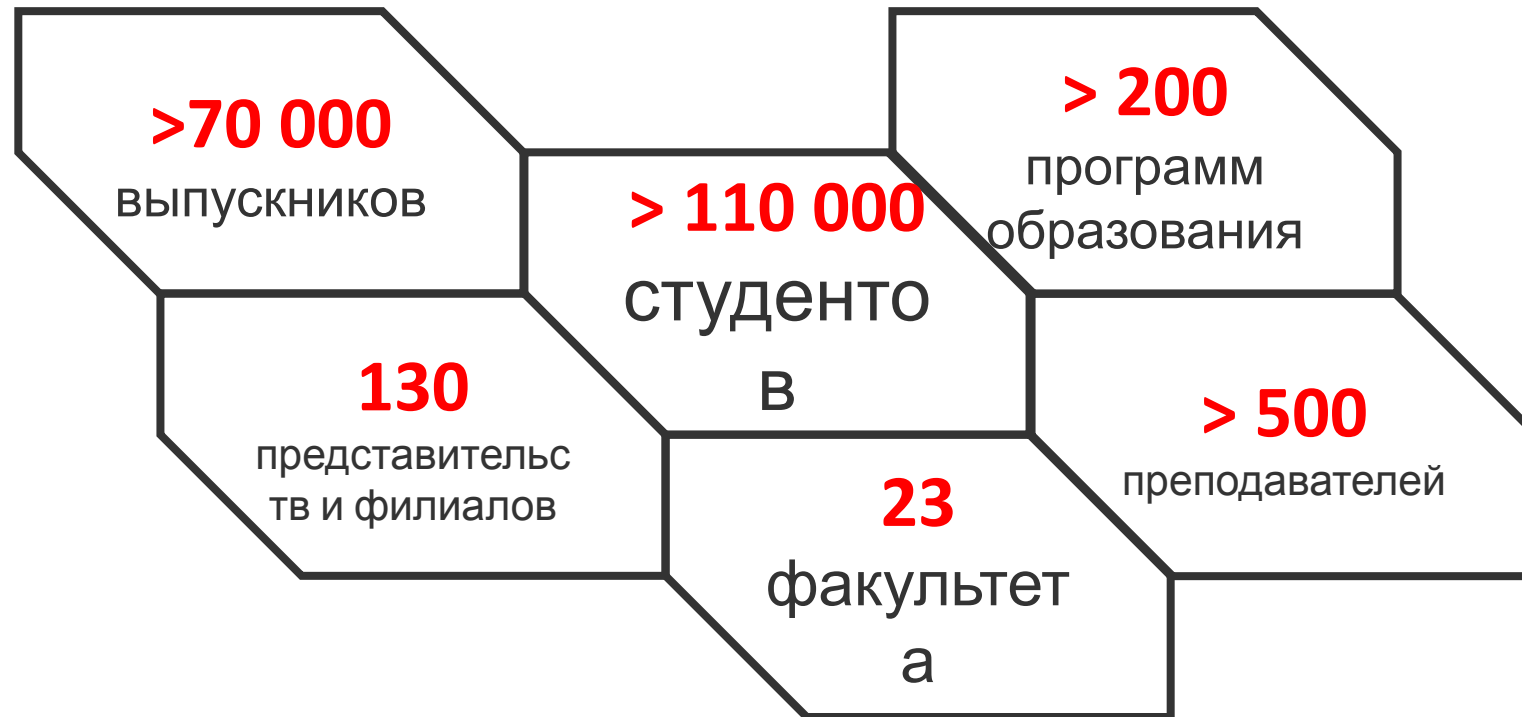 >70 000
выпускников
> 110 000
студенто
в
> 200
программ
образования
130
представительс
тв и филиалов
23
факультет
а
> 500
преподавателей